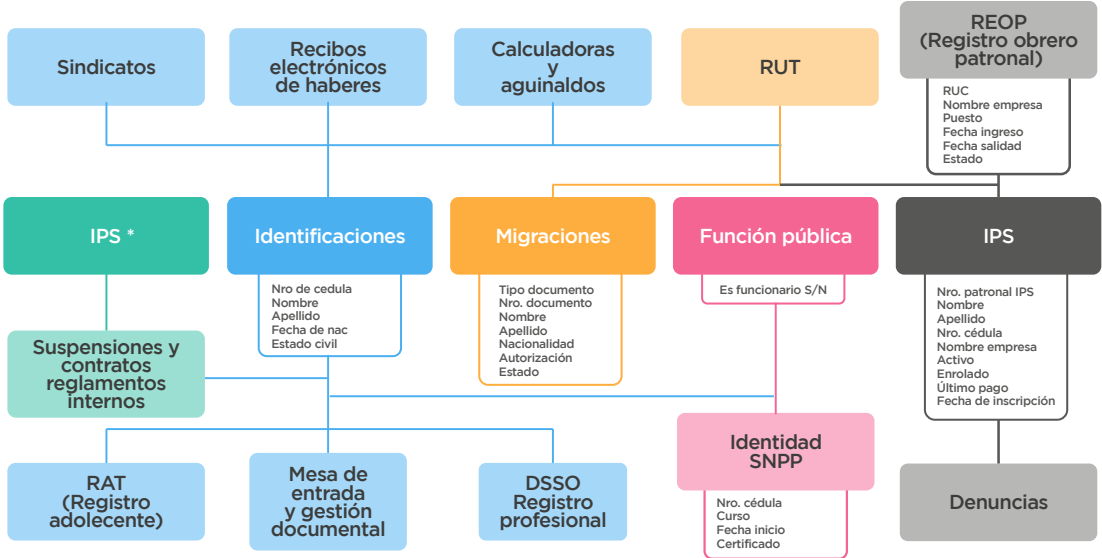 Sindicatos
Recibos
electrónicos
de haberes
Calculadoras
y
aguinaldos
RUT
REOP
(Registro obrero
patronal)
RUC
Nombre empresa
Puesto
Fecha ingreso
Fecha salidad
Estado
IPS *
Identificaciones
Migraciones
Función pública
IPS
Nro de cedula
Nombre
Apellido
Fecha de nac
Estado civil
Tipo documento
Nro. documento
Nombre
Apellido
Nacionalidad
Autorización
Estado
Es funcionario S/N
Nro. patronal IPS
Nombre
Apellido
Nro. cédula
Nombre empresa
Activo
Enrolado
Último pago
Fecha de inscripción
Suspensiones y
contratos
reglamentos
internos
RAT
(Registro
adolecente)
Mesa de
entrada
y gestión
documental
DSSO
Registro
profesional
Identidad
SNPP
Nro. cédula
Curso
Fecha inicio
Certificado
Denuncias